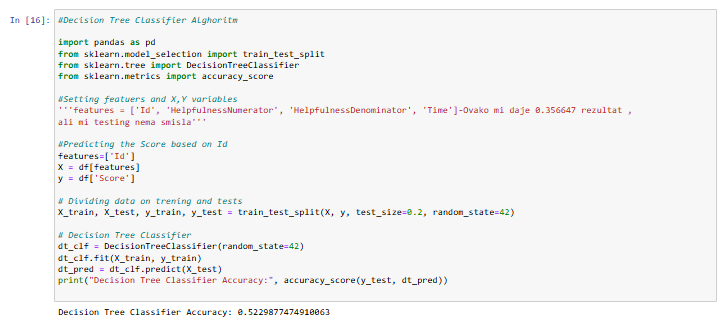 In [16]: #Decision Tree Classifier Alghoritm
import pandas as pd
from sklearn.model_selection import train_test_split
from sklearn.tree import DecisionTreeClassifier
from sklearn.metrics import accuracy_score
#Setting featuers and X,Y variables
'''features = ['Id', 'HelpfulnessNumerator', 'HelpfulnessDenominator', 'Time']-Ovako mi daje 0.356647 rezultat ,
ali mi testing nema smisla'''
#Predicting the Score based on Id
features=['Id']
X = df[features]
y = df['Score']
# Dividing data on trening and tests
X_train, X_test, y_train, y_test = train_test_split(X, y, test_size=0.2, random_state=42)
# Decision Tree Classifier
dt_clf = DecisionTreeClassifier(random_state=42)
dt_clf.fit(X_train, y_train)
dt_pred = dt_clf.predict(X_test)
print("Decision Tree Classifier Accuracy:", accuracy_score(y_test, dt_pred))
Decision Tree Classifier Accuracy: 0.5229877474910063